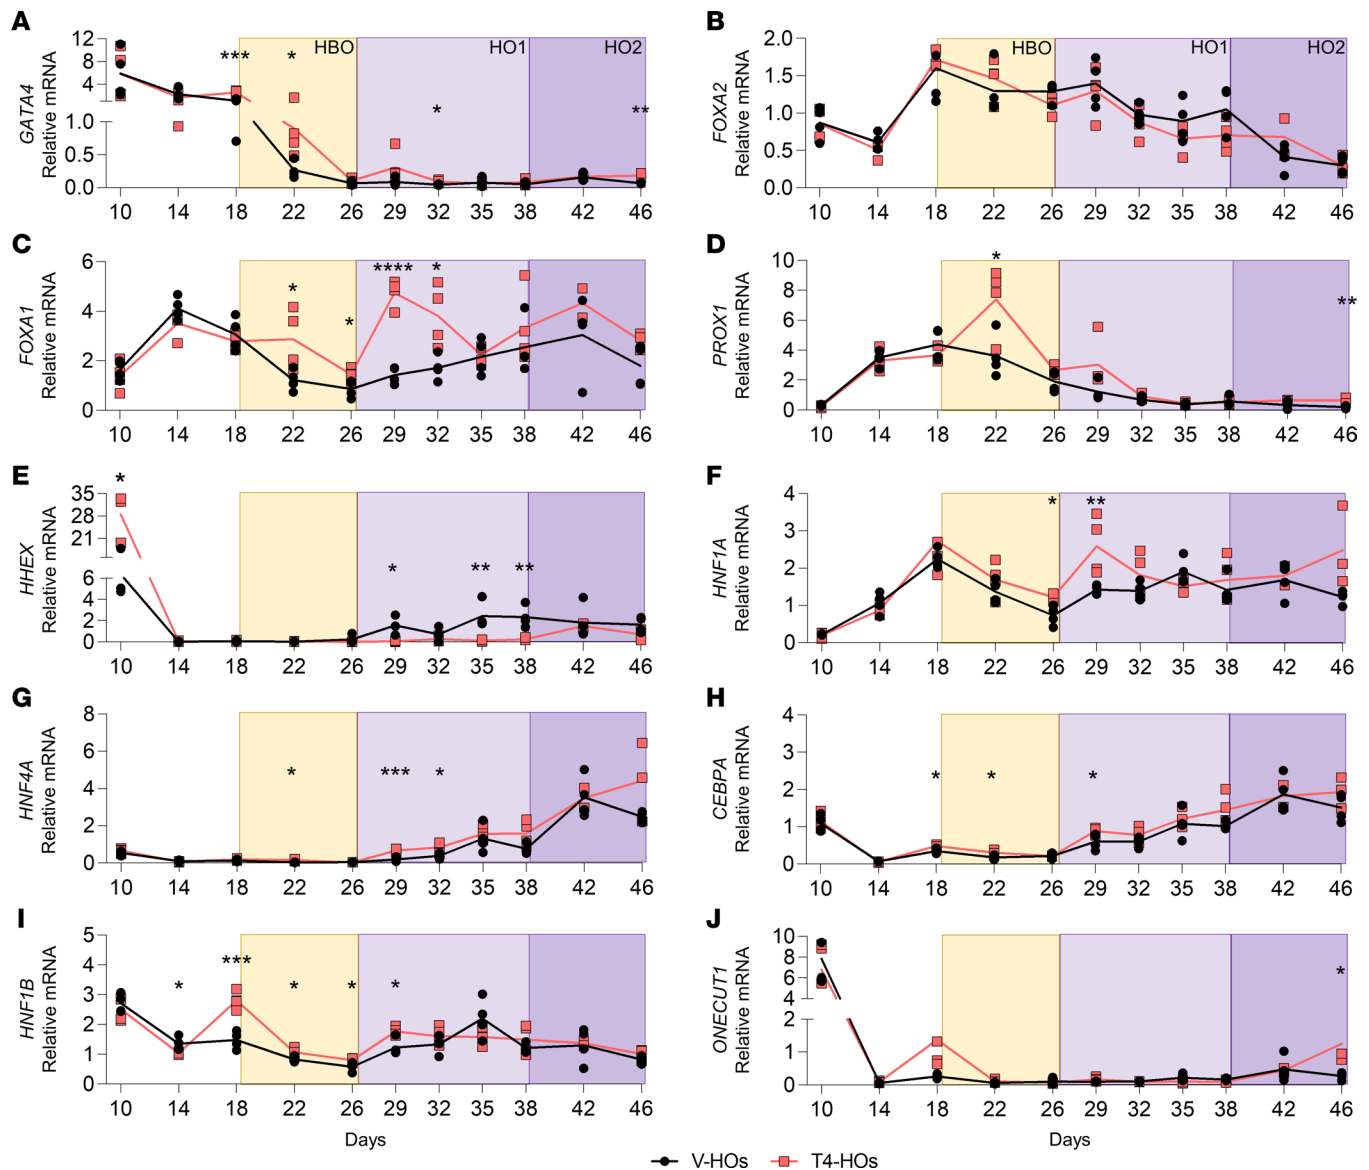 A
GATA4
Relative mRNA
12
8
4
1.0
0.5
0.0
*** * * **
HBO HO1 HO2
10 14 18 22 26 29 32 35 38 42 46
B
FOXA2
Relative mRNA
2.0
1.5
1.0
0.5
0.0
HBO HO1 HO2
10 14 18 22 26 29 32 35 38 42 46
C
FOXA1
Relative mRNA
6
4
2
0
* * **** *
10 14 18 22 26 29 32 35 38 42 46
D
PROX1
Relative mRNA
10
8
6
4
2
0
* **
10 14 18 22 26 29 32 35 38 42 46
E
HHEX
Relative mRNA
35
28
21
6
4
2
0
* * ** **
10 14 18 22 26 29 32 35 38 42 46
F
HNF1A
Relative mRNA
4
3
2
1
0
* **
10 14 18 22 26 29 32 35 38 42 46
G
HNF4A
Relative mRNA
8
6
4
2
0
* *** *
10 14 18 22 26 29 32 35 38 42 46
H
CEBPA
Relative mRNA
4
3
2
1
0
* * *
10 14 18 22 26 29 32 35 38 42 46
I
HNF1B
Relative mRNA
5
4
3
2
1
0
* *** * * *
10 14 18 22 26 29 32 35 38 42 46
Days
J
ONECUT1
Relative mRNA
10
8
6
4
2
1
0
*
10 14 18 22 26 29 32 35 38 42 46
Days
V-HOs T4-HOs